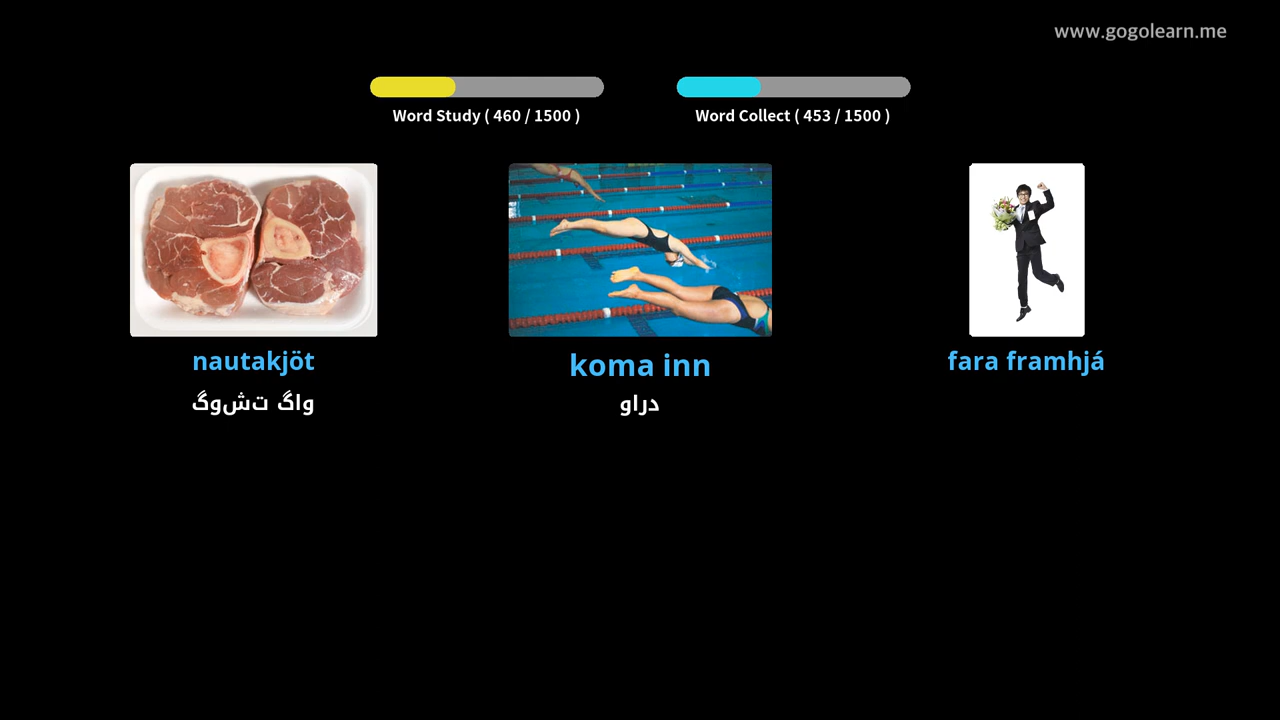 www.gogolearn.me
Word Study ( 460 / 1500 )
Word Collect ( 453 / 1500 )
nautakjöt
واگ تشوگ
koma inn
دراو
fara framhjá